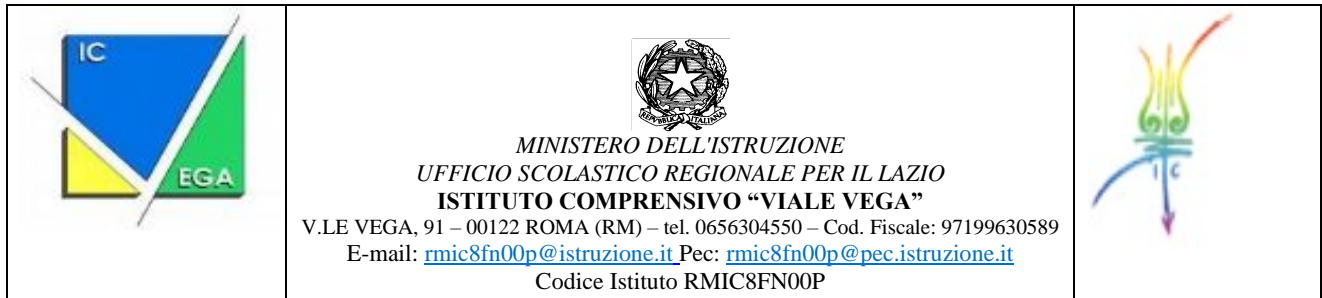 IC
EGA
REPVBBLICA ITALIANA
MINISTERO DELL'ISTRUZIONE
UFFICIO SCOLASTICO REGIONALE PER IL LAZIO
ISTITUTO COMPRENSIVO “VIALE VEGA”
V.LE VEGA, 91 – 00122 ROMA (RM) – tel. 0656304550 – Cod. Fiscale: 97199630589
E-mail: rmic8fn00p@istruzione.it Pec: rmic8fn00p@pec.istruzione.it
Codice Istituto RMIC8FN00P
I C